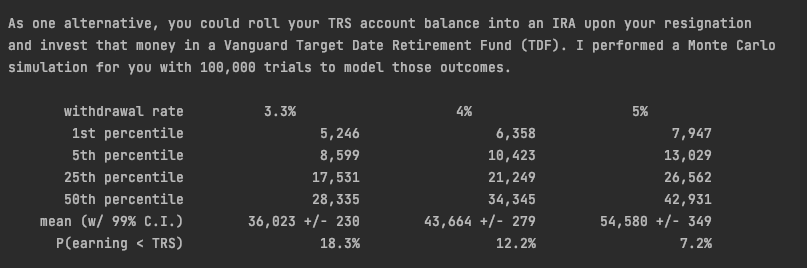 As one alternative, you could roll your TRS account balance into an IRA upon your resignation
and invest that money in a Vanguard Target Date Retirement Fund (TDF). I performed a Monte Carlo
simulation for you with 100,000 trials to model those outcomes.
withdrawal rate 3.3% 4% 5%
1st percentile 5,246 6,358 7,947
5th percentile 8,599 10,423 13,029
25th percentile 17,531 21,249 26,562
50th percentile 28,335 34,345 42,931
mean (w/ 99% C.I.) 36,023 +/- 230 43,664 +/- 279 54,580 +/- 349
P(earning < TRS) 18.3% 12.2% 7.2%